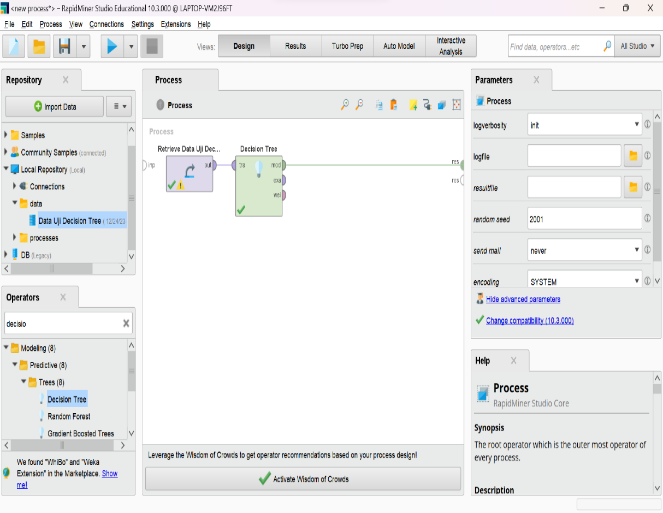 <new process*> – RapidMiner Studio Educational 10.3.000 @ LAPTOP-VM2J56FT
File Edit Process View Connections Settings Extensions Help
Views: Design Results Turbo Prep Auto Model Interactive Analysis Find data, operators...etc All Studio
Repository
Import Data
Samples
Community Samples (connected)
Local Repository (Local)
Connections
data
Data Uji Decision Tree
processes
DB (Legacy)
Operators
decisio
Modeling (8)
Predictive (8)
Trees (8)
Decision Tree
Random Forest
Gradient Boosted Trees
We found "WhiBo" and "Weka
Extension" in the Marketplace. Show
me!
Process
Process
Process
Retrieve Data Uji Dec... Decision Tree
inp out tra mod res
exa res
wei
Leverage the Wisdom of Crowds to get operator recommendations based on your process design!
Activate Wisdom of Crowds
Parameters
Process
logverbosity init
logfile
resultfile
random seed 2001
send mail never
encoding SYSTEM
Hide advanced parameters
Change compatibility (10.3.000)
Help
Process
RapidMiner Studio Core
Synopsis
The root operator which is the outer most operator of
every process.
Description